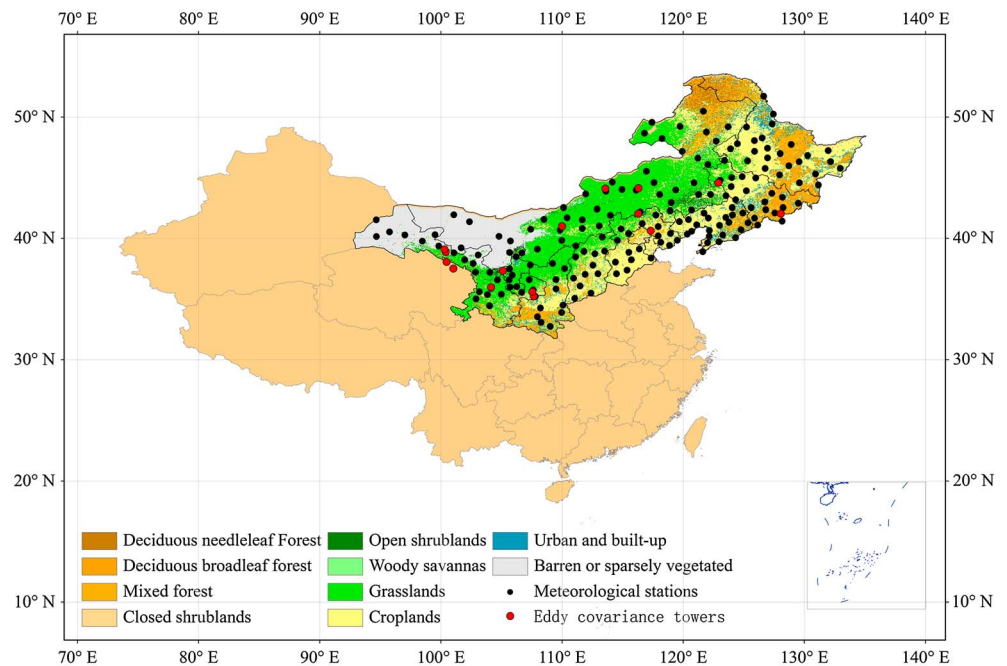 70° E 80° E 90° E 100° E 110° E 120° E 130° E 140° E
50° N 50° N
40° N 40° N
30° N 30° N
20° N 20° N
10° N 10° N
Deciduous needleleaf Forest Open shrublands Urban and built-up
Deciduous broadleaf forest Woody savannas Barren or sparsely vegetated
Mixed forest Grasslands Meteorological stations
Closed shrublands Croplands Eddy covariance towers
70° E 80° E 90° E 100° E 110° E 120° E 130° E 140° E